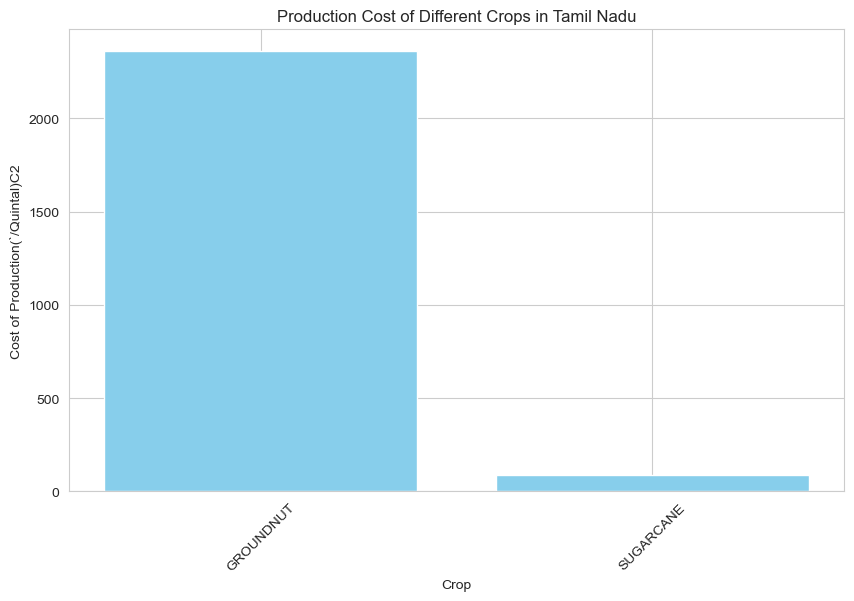 Production Cost of Different Crops in Tamil Nadu
Cost of Production(`/Quintal)C2
2000
1500
1000
500
0
GROUNDNUT
SUGARCANE
Crop